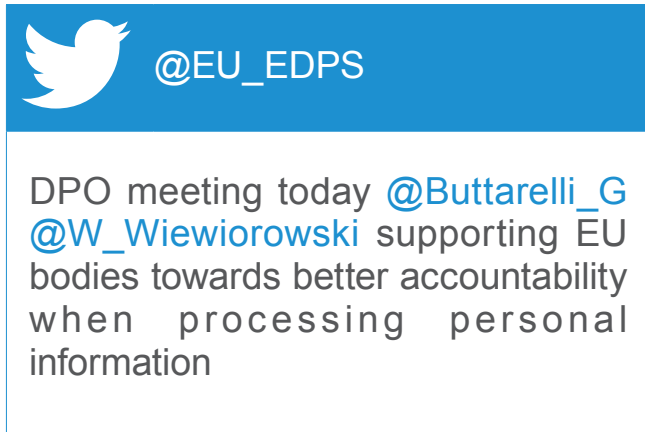 @EU_EDPS
DPO meeting today @Buttarelli_G
@W_Wiewiorowski supporting EU
bodies towards better accountability
when processing personal
information